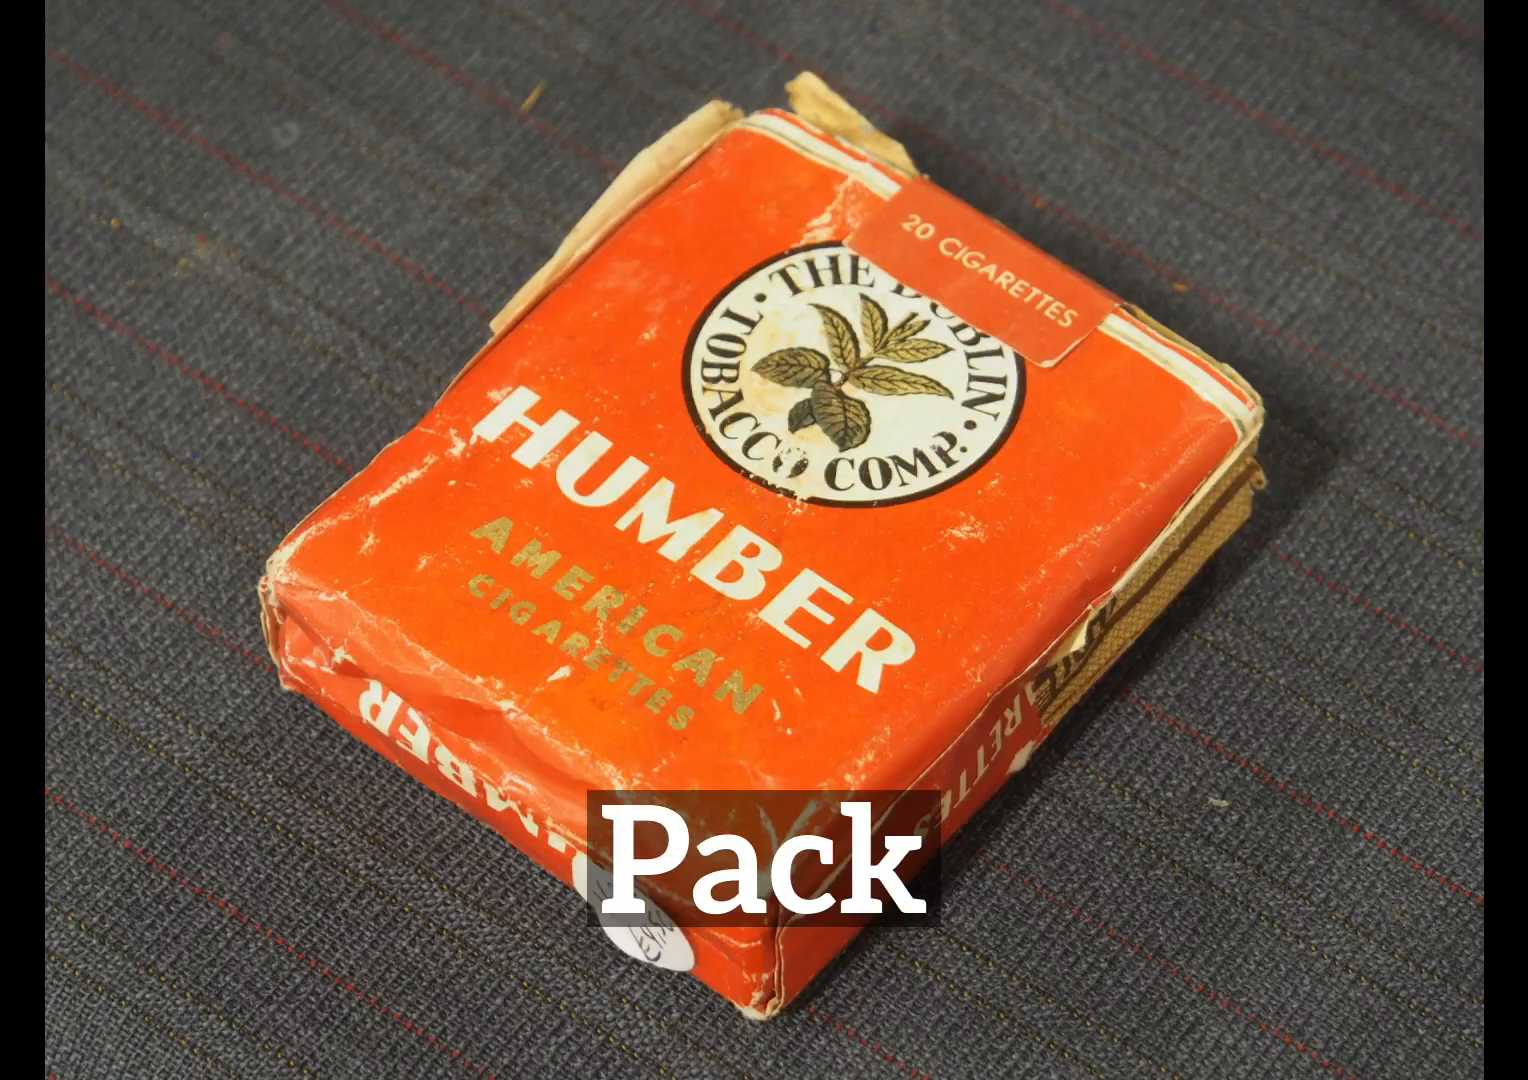 20 CIGARETTES
THE DUBLIN
TOBACCO COMP.
HUMBER
AMERICAN
CIGARETTES
HUMBER
Pack